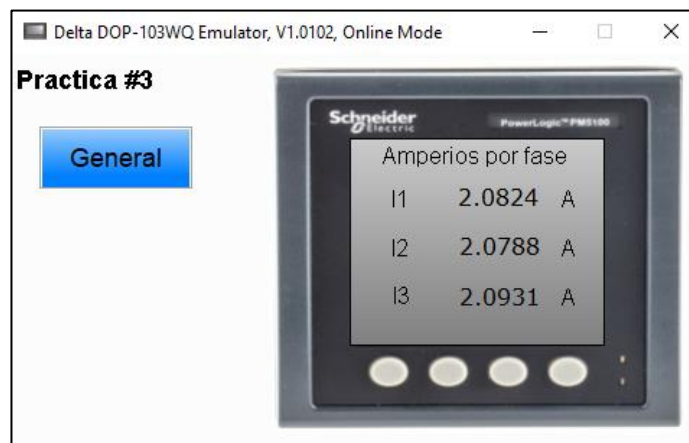 Delta DOP-103WQ Emulator, V1.0102, Online Mode
Practica #3
General
Schneider
Electric
PowerLogic™ PM5100
Amperios por fase
I1 2.0824 A
I2 2.0788 A
I3 2.0931 A